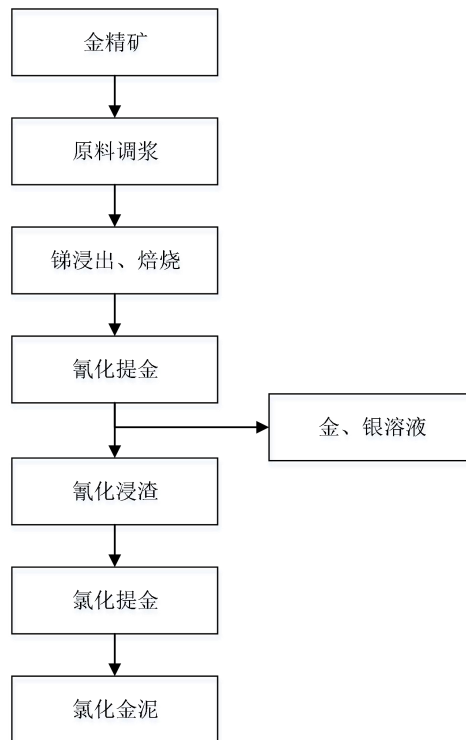 金精矿
原料调浆
锑浸出、焙烧
氰化提金
金、银溶液
氰化浸渣
氯化提金
氯化金泥